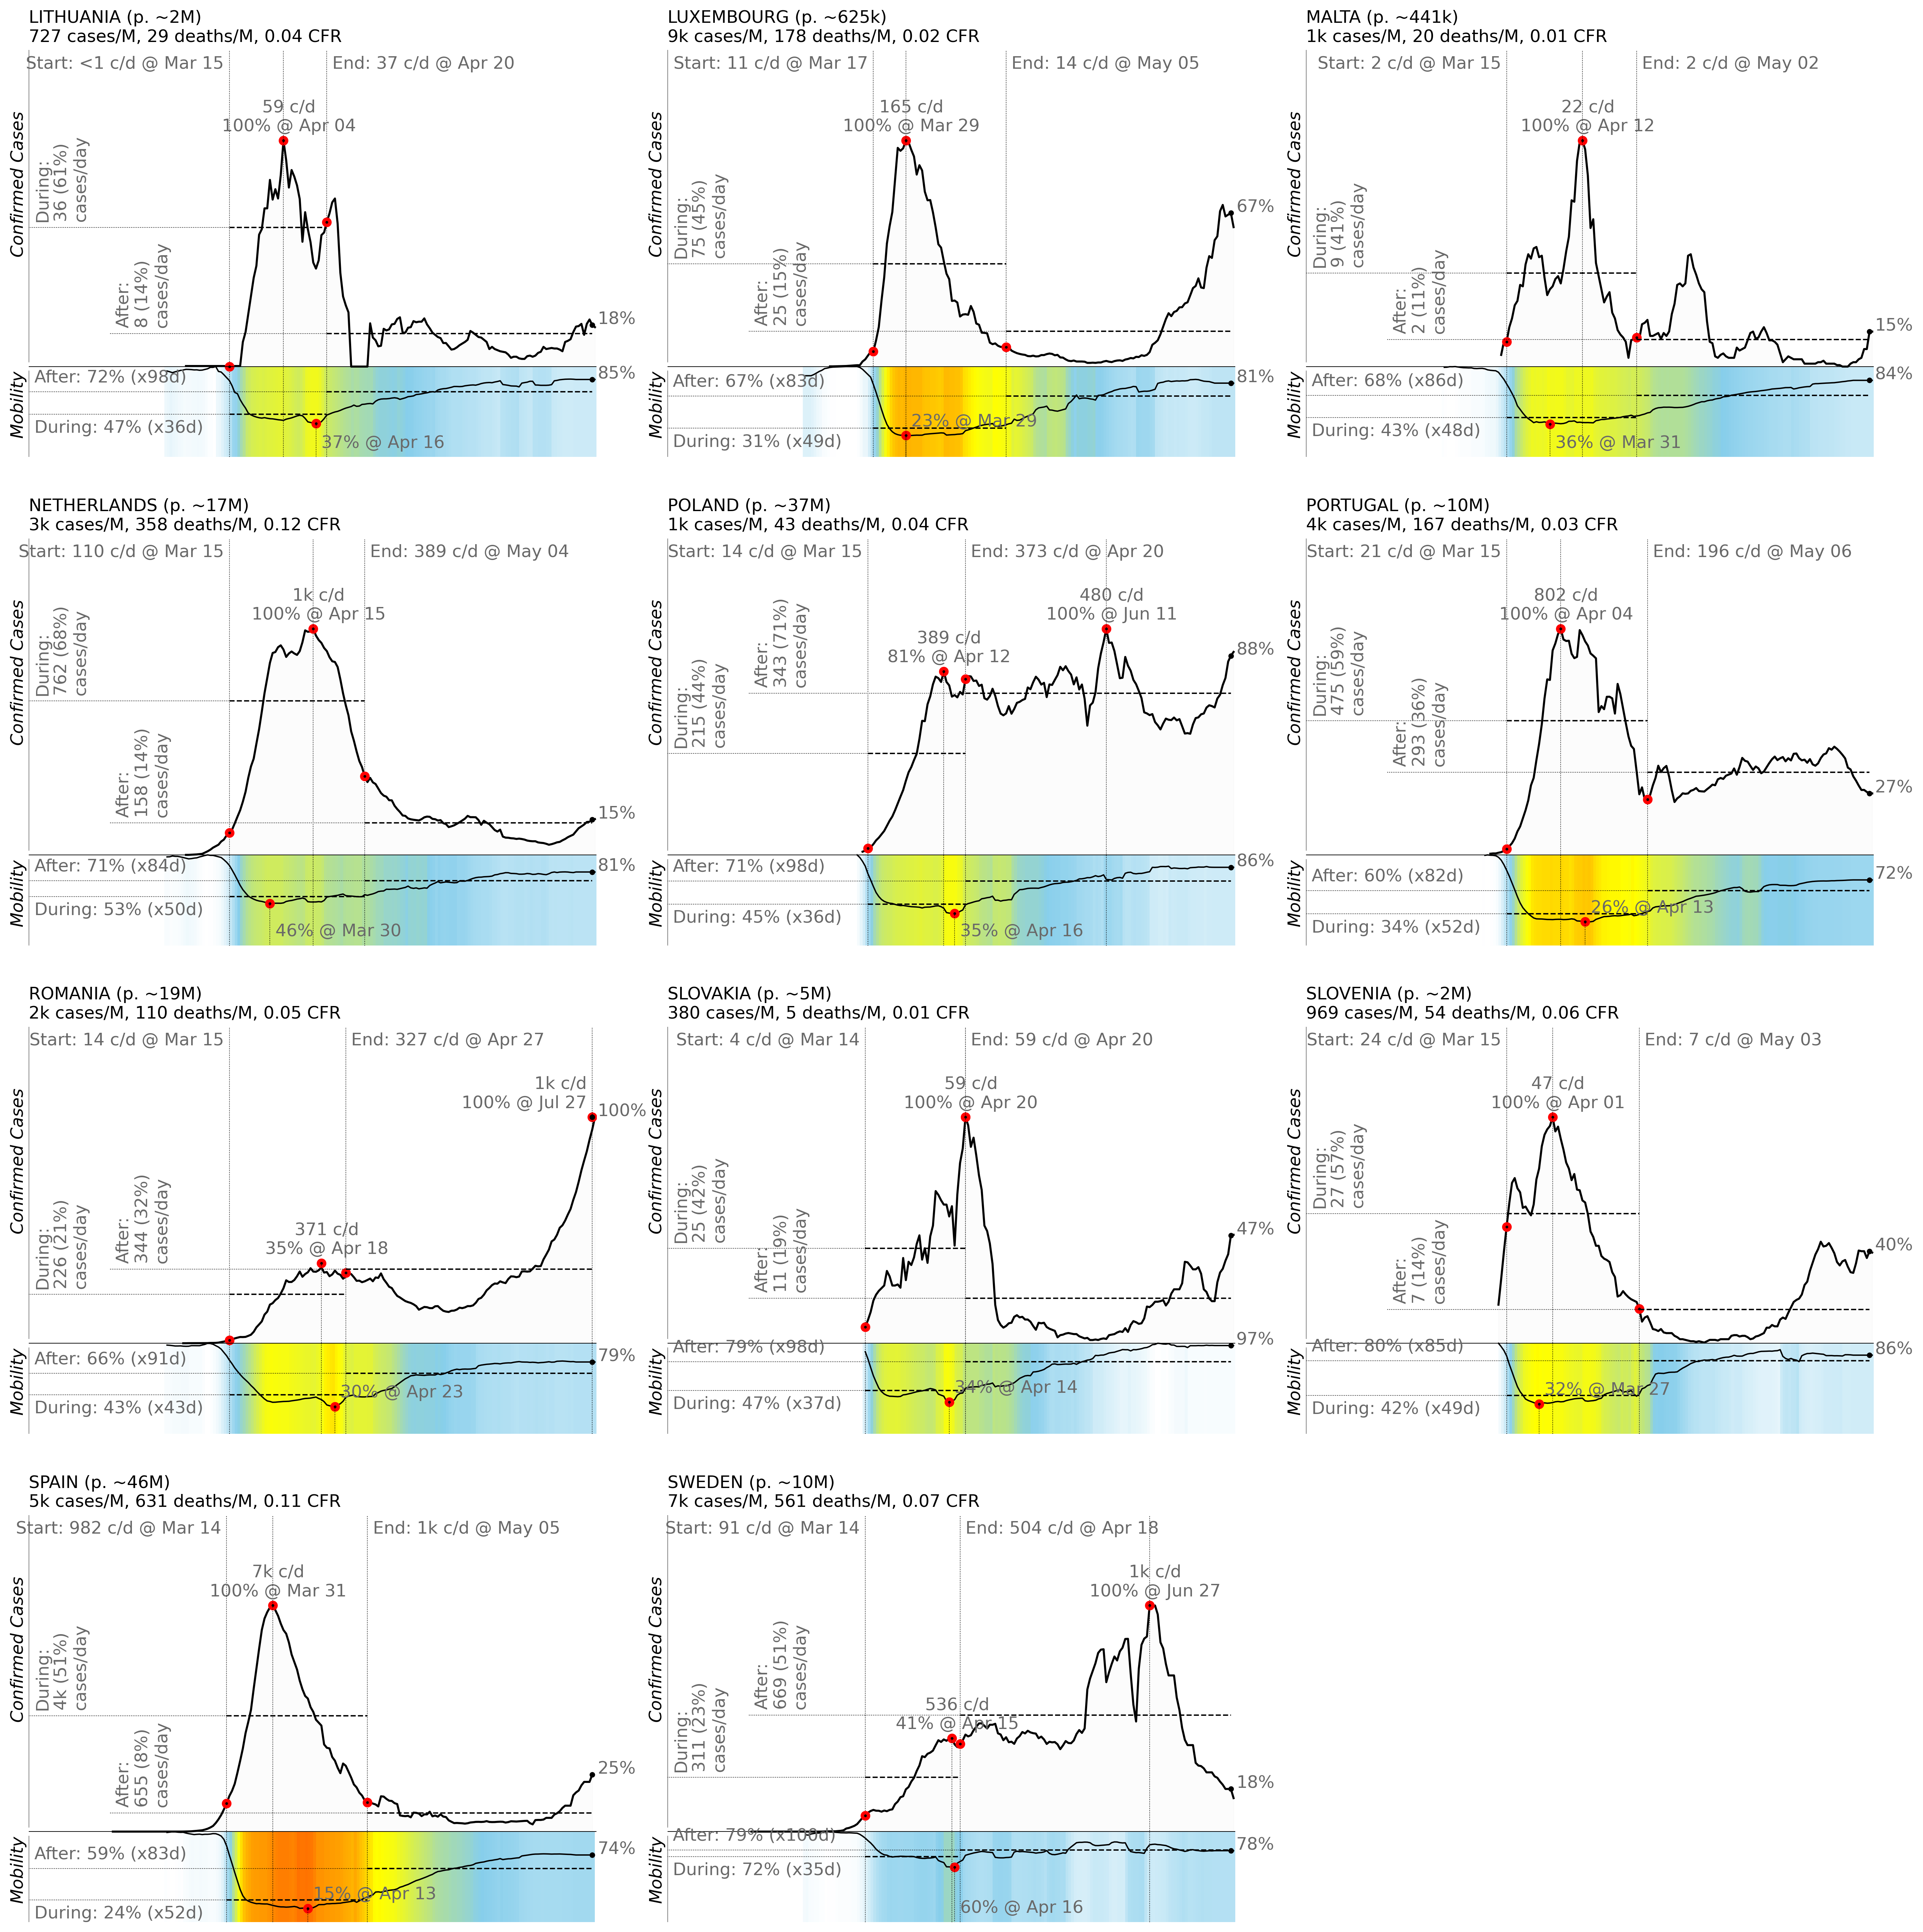 LITHUANIA (p. ~2M)
727 cases/M, 29 deaths/M, 0.04 CFR
Start: <1 c/d @ Mar 15
End: 37 c/d @ Apr 20
59 c/d
100% @ Apr 04
Confirmed Cases
During:
36 (61%)
cases/day
After:
8 (14%)
cases/day
18%
Mobility
After: 72% (x98d)
During: 47% (x36d)
37% @ Apr 16
85%
LUXEMBOURG (p. ~625k)
9k cases/M, 178 deaths/M, 0.02 CFR
Start: 11 c/d @ Mar 17
End: 14 c/d @ May 05
165 c/d
100% @ Mar 29
Confirmed Cases
During:
75 (45%)
cases/day
After:
25 (15%)
cases/day
67%
Mobility
After: 67% (x83d)
During: 31% (x49d)
23% @ Mar 29
81%
MALTA (p. ~441k)
1k cases/M, 20 deaths/M, 0.01 CFR
Start: 2 c/d @ Mar 15
End: 2 c/d @ May 02
22 c/d
100% @ Apr 12
Confirmed Cases
During:
9 (41%)
cases/day
After:
2 (11%)
cases/day
15%
Mobility
After: 68% (x86d)
During: 43% (x48d)
36% @ Mar 31
84%
NETHERLANDS (p. ~17M)
3k cases/M, 358 deaths/M, 0.12 CFR
Start: 110 c/d @ Mar 15
End: 389 c/d @ May 04
1k c/d
100% @ Apr 15
Confirmed Cases
During:
762 (68%)
cases/day
After:
158 (14%)
cases/day
15%
Mobility
After: 71% (x84d)
During: 53% (x50d)
46% @ Mar 30
81%
POLAND (p. ~37M)
1k cases/M, 43 deaths/M, 0.04 CFR
Start: 14 c/d @ Mar 15
End: 373 c/d @ Apr 20
480 c/d
100% @ Jun 11
389 c/d
81% @ Apr 12
Confirmed Cases
During:
215 (44%)
cases/day
After:
343 (71%)
cases/day
88%
Mobility
After: 71% (x98d)
During: 45% (x36d)
35% @ Apr 16
86%
PORTUGAL (p. ~10M)
4k cases/M, 167 deaths/M, 0.03 CFR
Start: 21 c/d @ Mar 15
End: 196 c/d @ May 06
802 c/d
100% @ Apr 04
Confirmed Cases
During:
475 (59%)
cases/day
After:
293 (36%)
cases/day
27%
Mobility
After: 60% (x82d)
During: 34% (x52d)
26% @ Apr 13
72%
ROMANIA (p. ~19M)
2k cases/M, 110 deaths/M, 0.05 CFR
Start: 14 c/d @ Mar 15
End: 327 c/d @ Apr 27
1k c/d
100% @ Jul 27
100%
371 c/d
35% @ Apr 18
Confirmed Cases
During:
226 (21%)
cases/day
After:
344 (32%)
cases/day
Mobility
After: 66% (x91d)
During: 43% (x43d)
30% @ Apr 23
79%
SLOVAKIA (p. ~5M)
380 cases/M, 5 deaths/M, 0.01 CFR
Start: 4 c/d @ Mar 14
End: 59 c/d @ Apr 20
59 c/d
100% @ Apr 20
Confirmed Cases
During:
25 (42%)
cases/day
After:
11 (19%)
cases/day
47%
Mobility
After: 79% (x98d)
During: 47% (x37d)
34% @ Apr 14
97%
SLOVENIA (p. ~2M)
969 cases/M, 54 deaths/M, 0.06 CFR
Start: 24 c/d @ Mar 15
End: 7 c/d @ May 03
47 c/d
100% @ Apr 01
Confirmed Cases
During:
27 (57%)
cases/day
After:
7 (14%)
cases/day
40%
Mobility
After: 80% (x85d)
During: 42% (x49d)
32% @ Mar 27
86%
SPAIN (p. ~46M)
5k cases/M, 631 deaths/M, 0.11 CFR
Start: 982 c/d @ Mar 14
End: 1k c/d @ May 05
7k c/d
100% @ Mar 31
Confirmed Cases
During:
4k (51%)
cases/day
After:
655 (8%)
cases/day
25%
Mobility
After: 59% (x83d)
During: 24% (x52d)
15% @ Apr 13
74%
SWEDEN (p. ~10M)
7k cases/M, 561 deaths/M, 0.07 CFR
Start: 91 c/d @ Mar 14
End: 504 c/d @ Apr 18
1k c/d
100% @ Jun 27
536 c/d
41% @ Apr 15
Confirmed Cases
During:
311 (23%)
cases/day
After:
669 (51%)
cases/day
18%
Mobility
After: 79% (x100d)
During: 72% (x35d)
60% @ Apr 16
78%